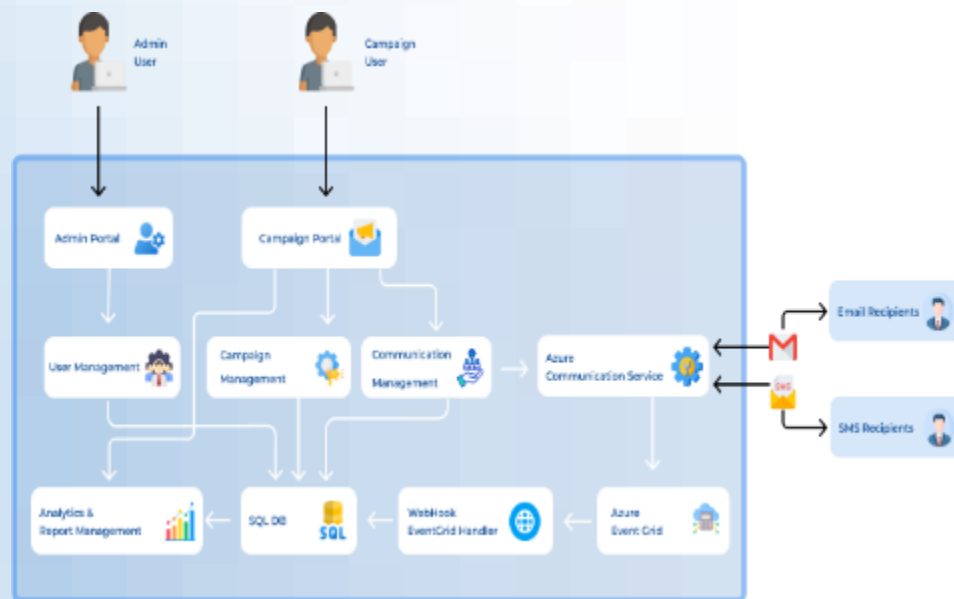 Admin
User
Campaign
User
Admin Portal
Campaign Portal
User Management
Campaign
Management
Communication
Management
Azure
Communication Service
Email Recipients
SMS
SMS Recipients
Analytics &
Report Management
SQL DB
SQL
WebHook
EventGrid Handler
Azure
Event Grid